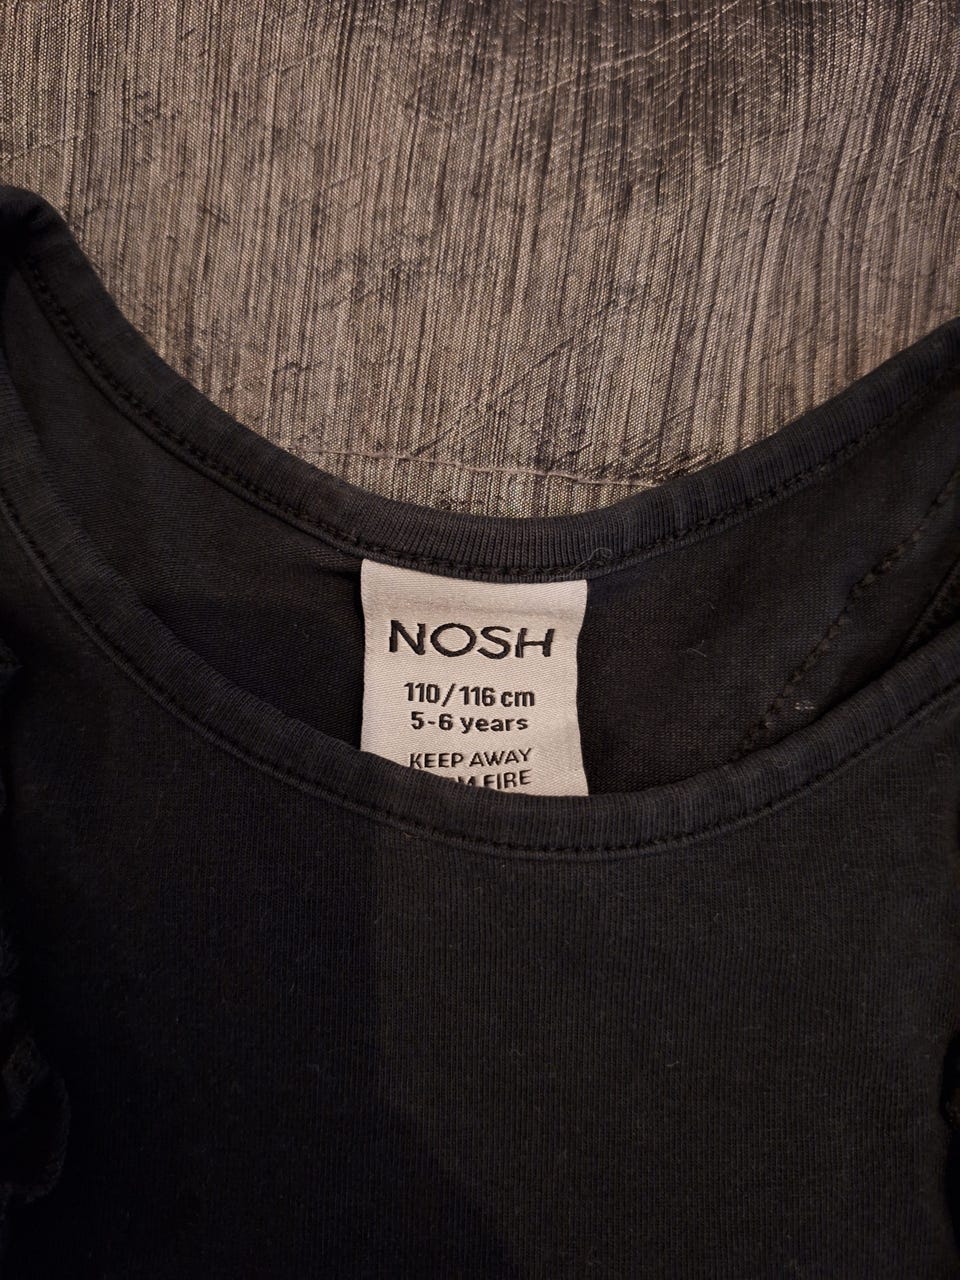 NOSH
110/116 cm
5-6 years
KEEP AWAY
FIRE